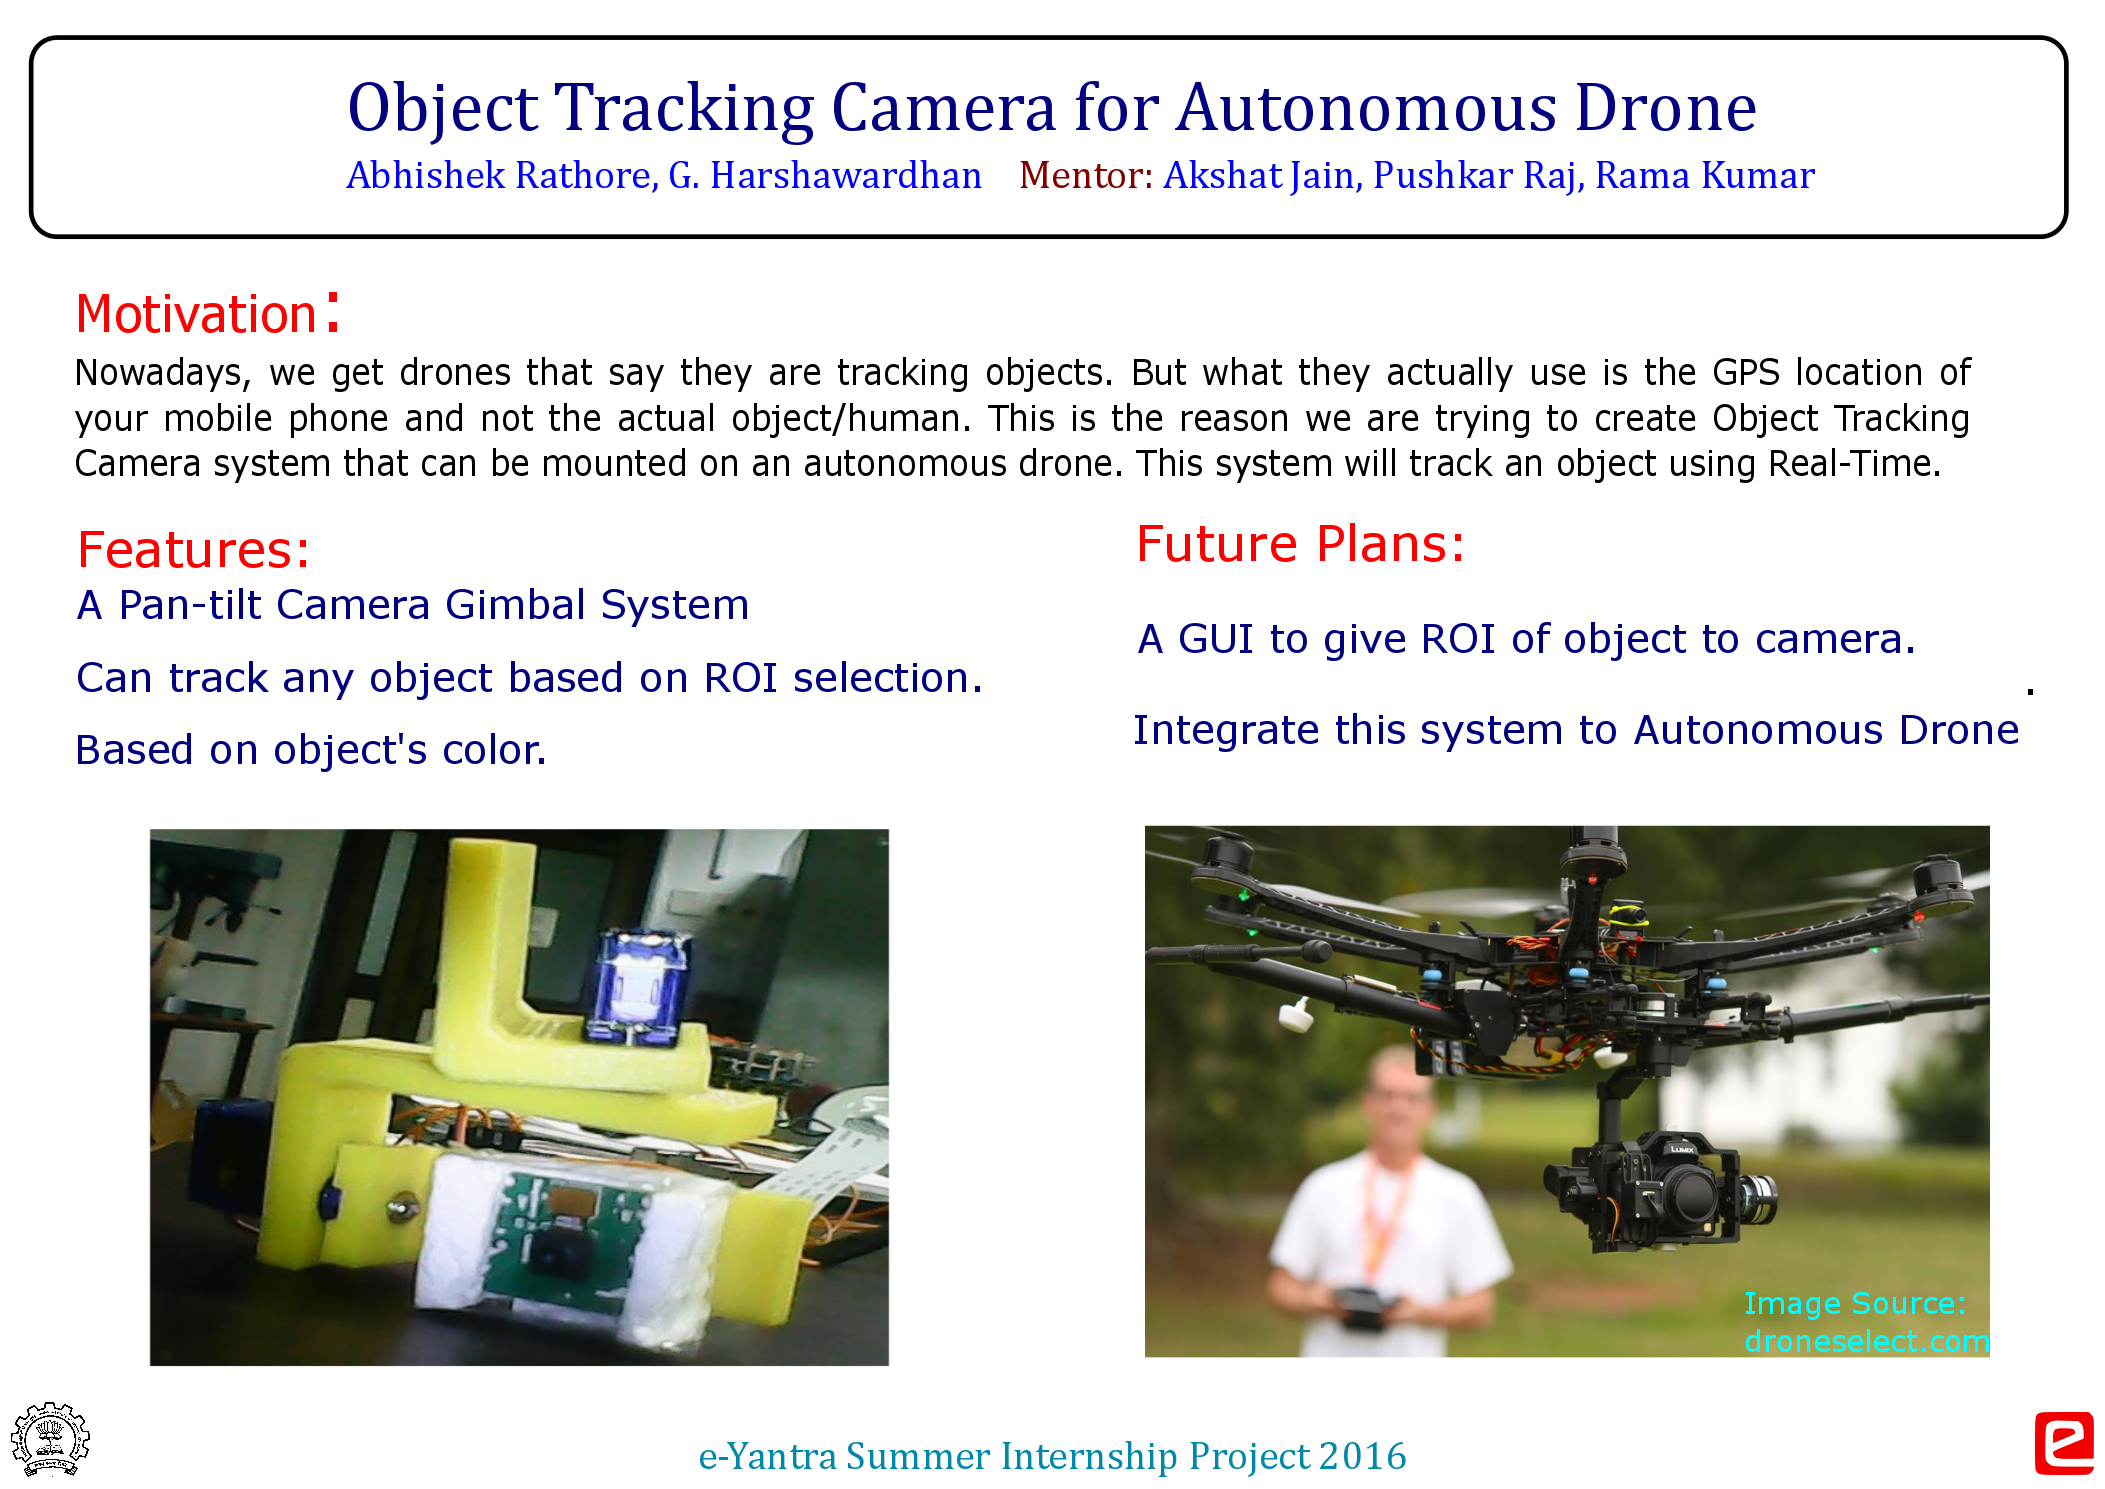 Object Tracking Camera for Autonomous Drone
Abhishek Rathore, G. Harshawardhan Mentor: Akshat Jain, Pushkar Raj, Rama Kumar
Motivation:
Nowadays, we get drones that say they are tracking objects. But what they actually use is the GPS location of
your mobile phone and not the actual object/human. This is the reason we are trying to create Object Tracking
Camera system that can be mounted on an autonomous drone. This system will track an object using Real-Time.
Features:
A Pan-tilt Camera Gimbal System
Can track any object based on ROI selection.
Based on object's color.
Future Plans:
A GUI to give ROI of object to camera.
.
Integrate this system to Autonomous Drone
LUMIX
Image Source:
droneselect.com
e-Yantra Summer Internship Project 2016
e